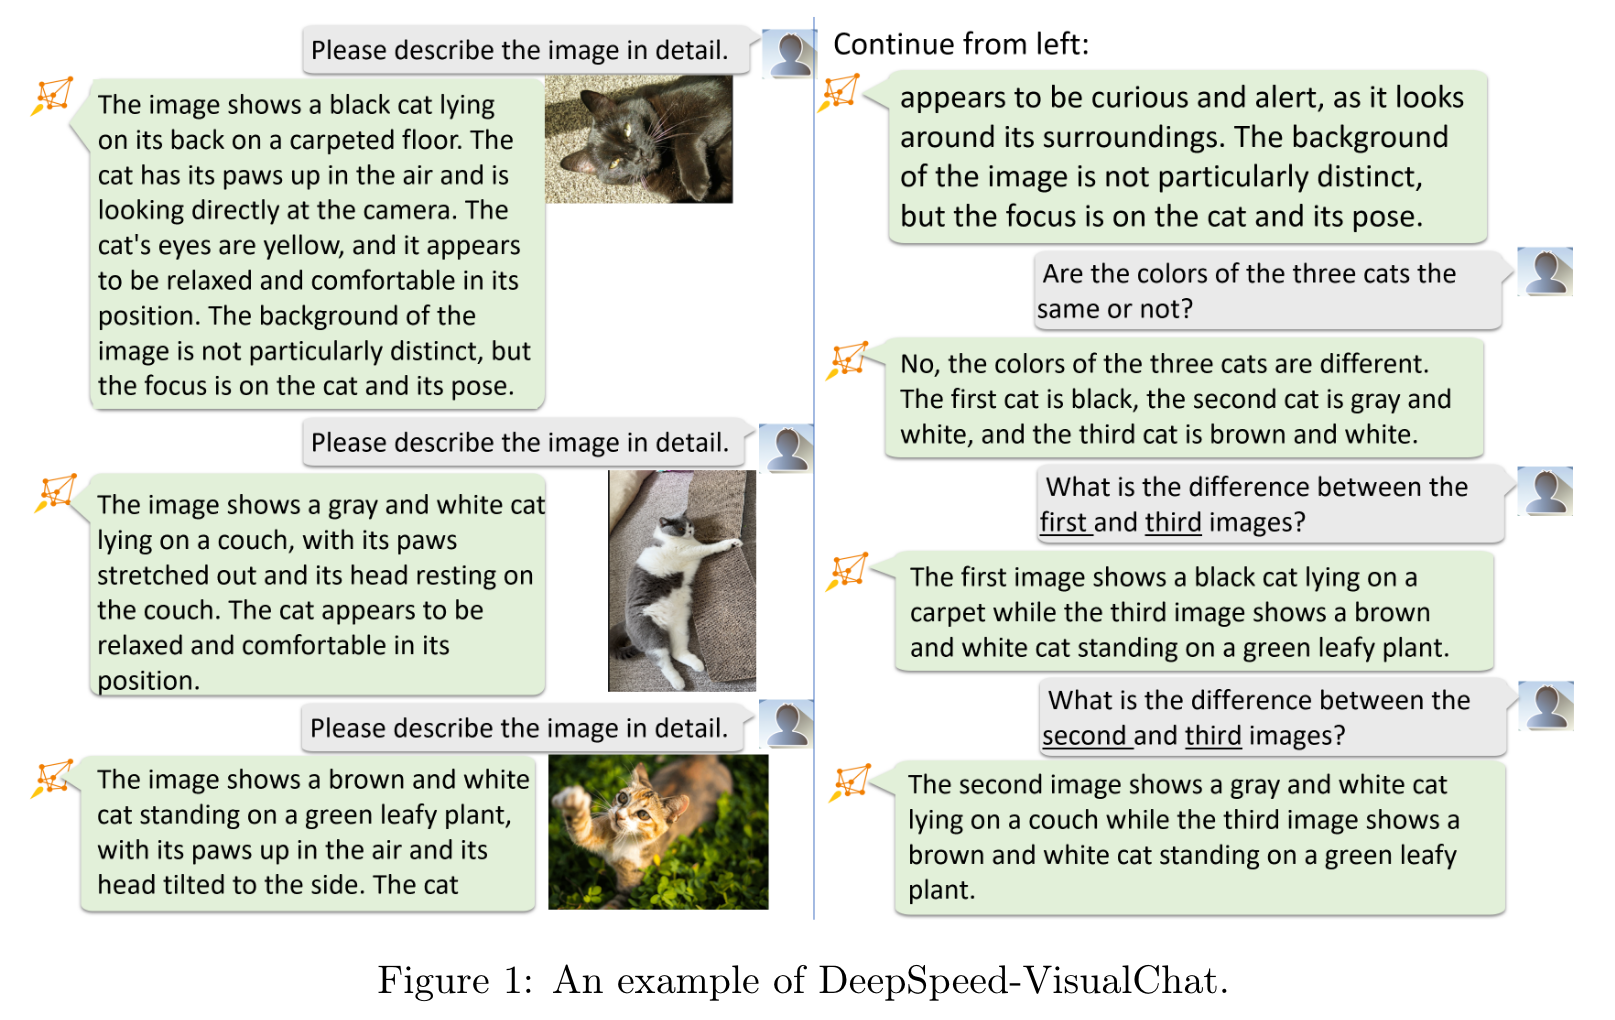 Please describe the image in detail.
The image shows a black cat lying
on its back on a carpeted floor. The
cat has its paws up in the air and is
looking directly at the camera. The
cat's eyes are yellow, and it appears
to be relaxed and comfortable in its
position. The background of the
image is not particularly distinct, but
the focus is on the cat and its pose.
Please describe the image in detail.
The image shows a gray and white cat
lying on a couch, with its paws
stretched out and its head resting on
the couch. The cat appears to be
relaxed and comfortable in its
position.
Please describe the image in detail.
The image shows a brown and white
cat standing on a green leafy plant,
with its paws up in the air and its
head tilted to the side. The cat
Continue from left:
appears to be curious and alert, as it looks
around its surroundings. The background
of the image is not particularly distinct,
but the focus is on the cat and its pose.
Are the colors of the three cats the
same or not?
No, the colors of the three cats are different.
The first cat is black, the second cat is gray and
white, and the third cat is brown and white.
What is the difference between the
first and third images?
The first image shows a black cat lying on a
carpet while the third image shows a brown
and white cat standing on a green leafy plant.
What is the difference between the
second and third images?
The second image shows a gray and white cat
lying on a couch while the third image shows a
brown and white cat standing on a green leafy
plant.
Figure 1: An example of DeepSpeed-VisualChat.